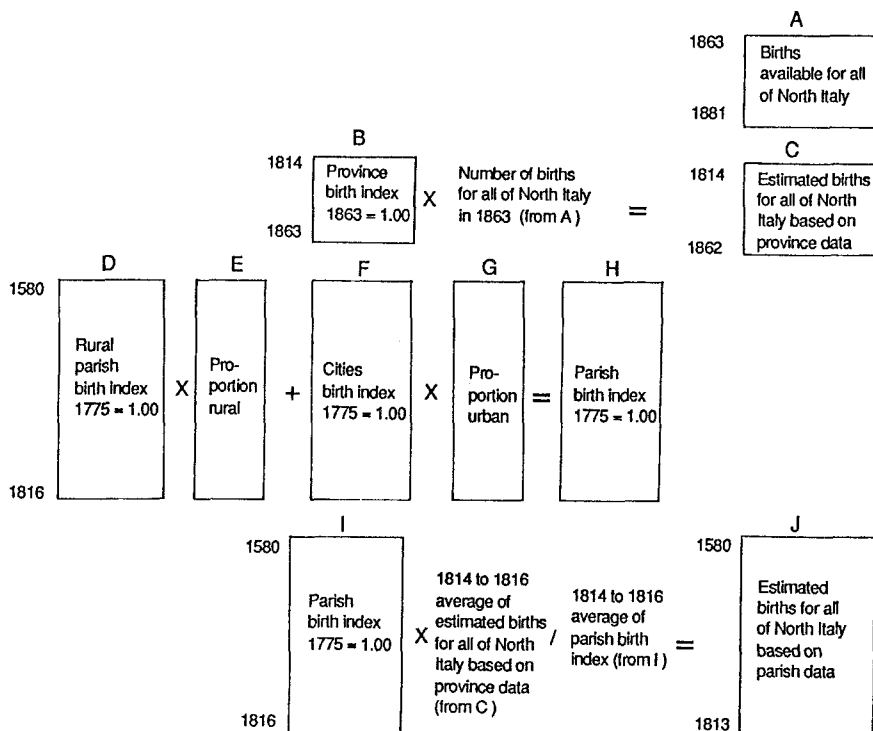 A
1863
Births
available for all
of North Italy
1881
B
1814
Province
birth index
1863 = 1.00
1863
X
Number of births
for all of North Italy
in 1863 (from A)
=
C
1814
Estimated births
for all of North
Italy based on
province data
1862
D
1580
Rural
parish
birth index
1775 = 1.00
1816
X
E
Pro-
portion
rural
+
F
Cities
birth index
1775 = 1.00
X
G
Pro-
portion
urban
=
H
Parish
birth index
1775 = 1.00
I
1580
Parish
birth index
1775 = 1.00
1816
X
1814 to 1816
average of
estimated births
for all of North
Italy based on
province data
(from C)
/
1814 to 1816
average of
parish birth
index (from I)
=
J
1580
Estimated
births for all
of North Italy
based on
parish data
1813